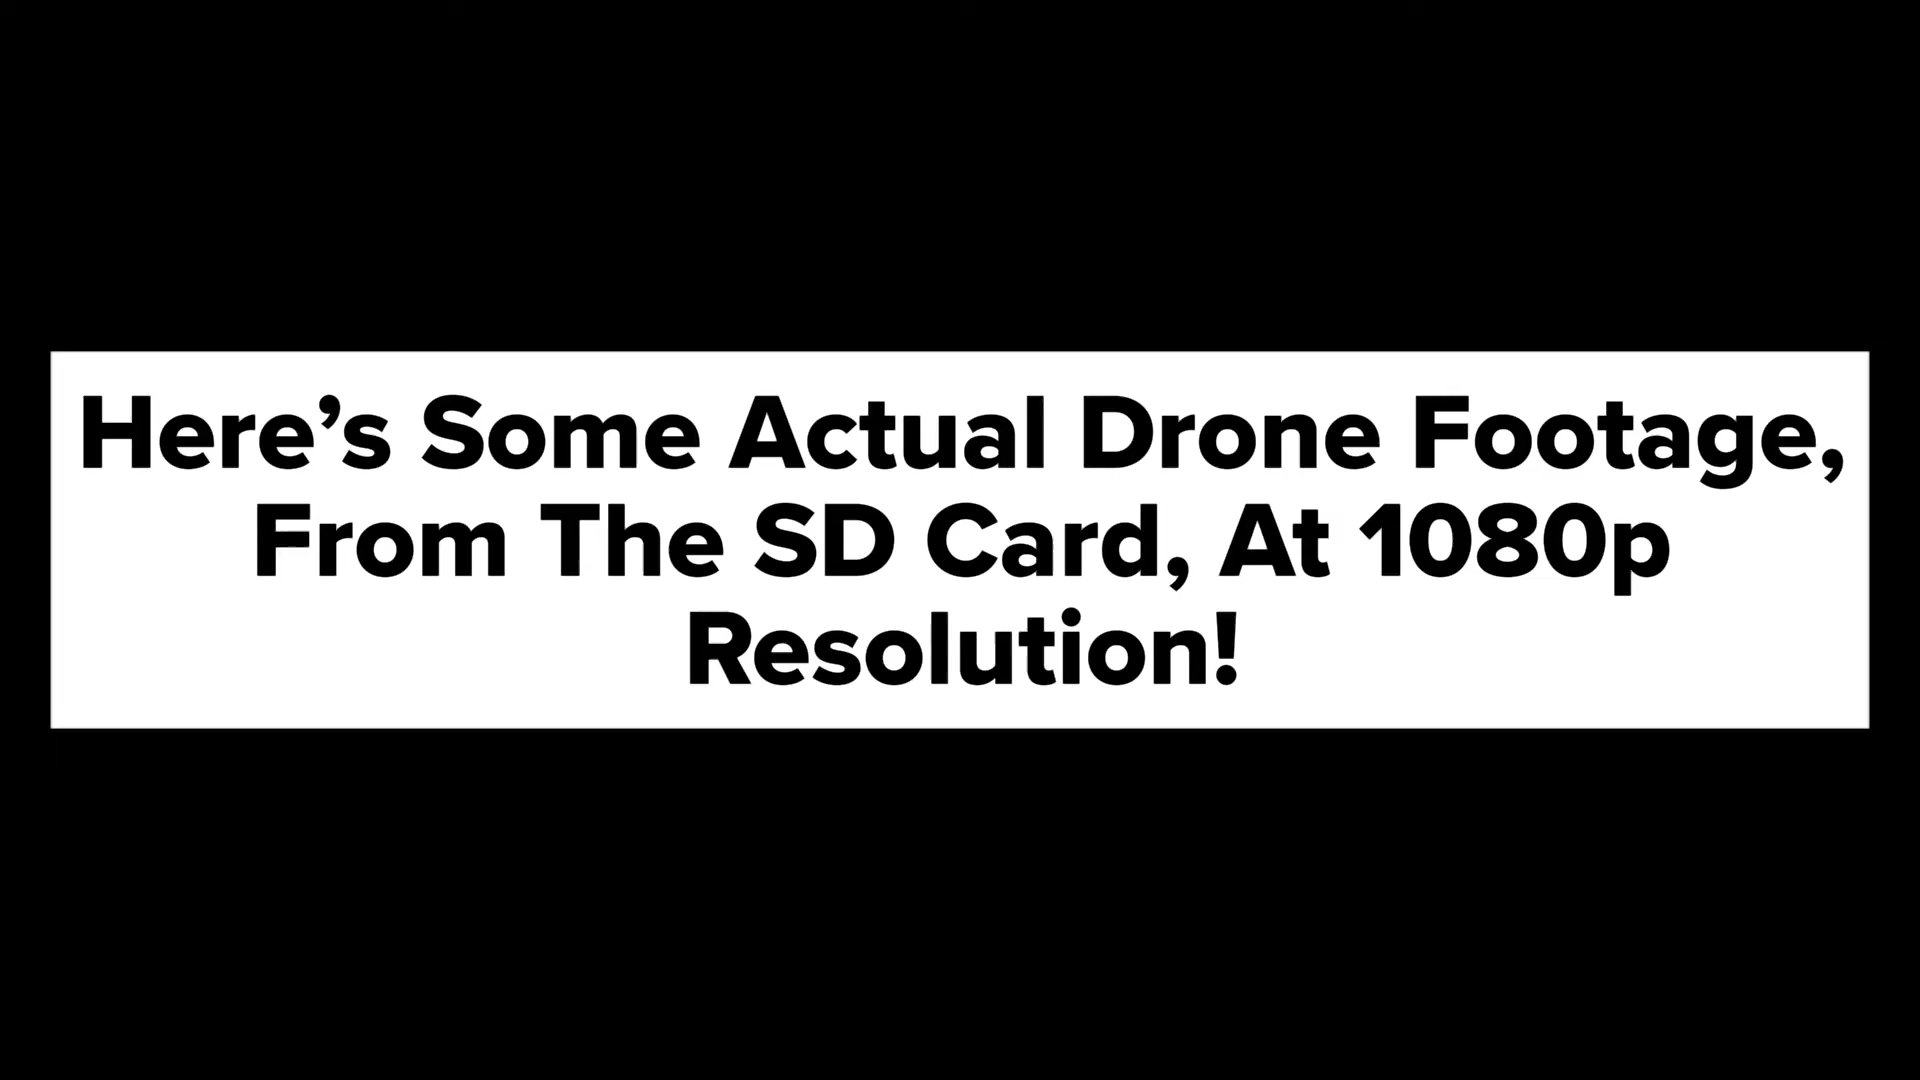 Here’s Some Actual Drone Footage,
From The SD Card, At 1080p
Resolution!